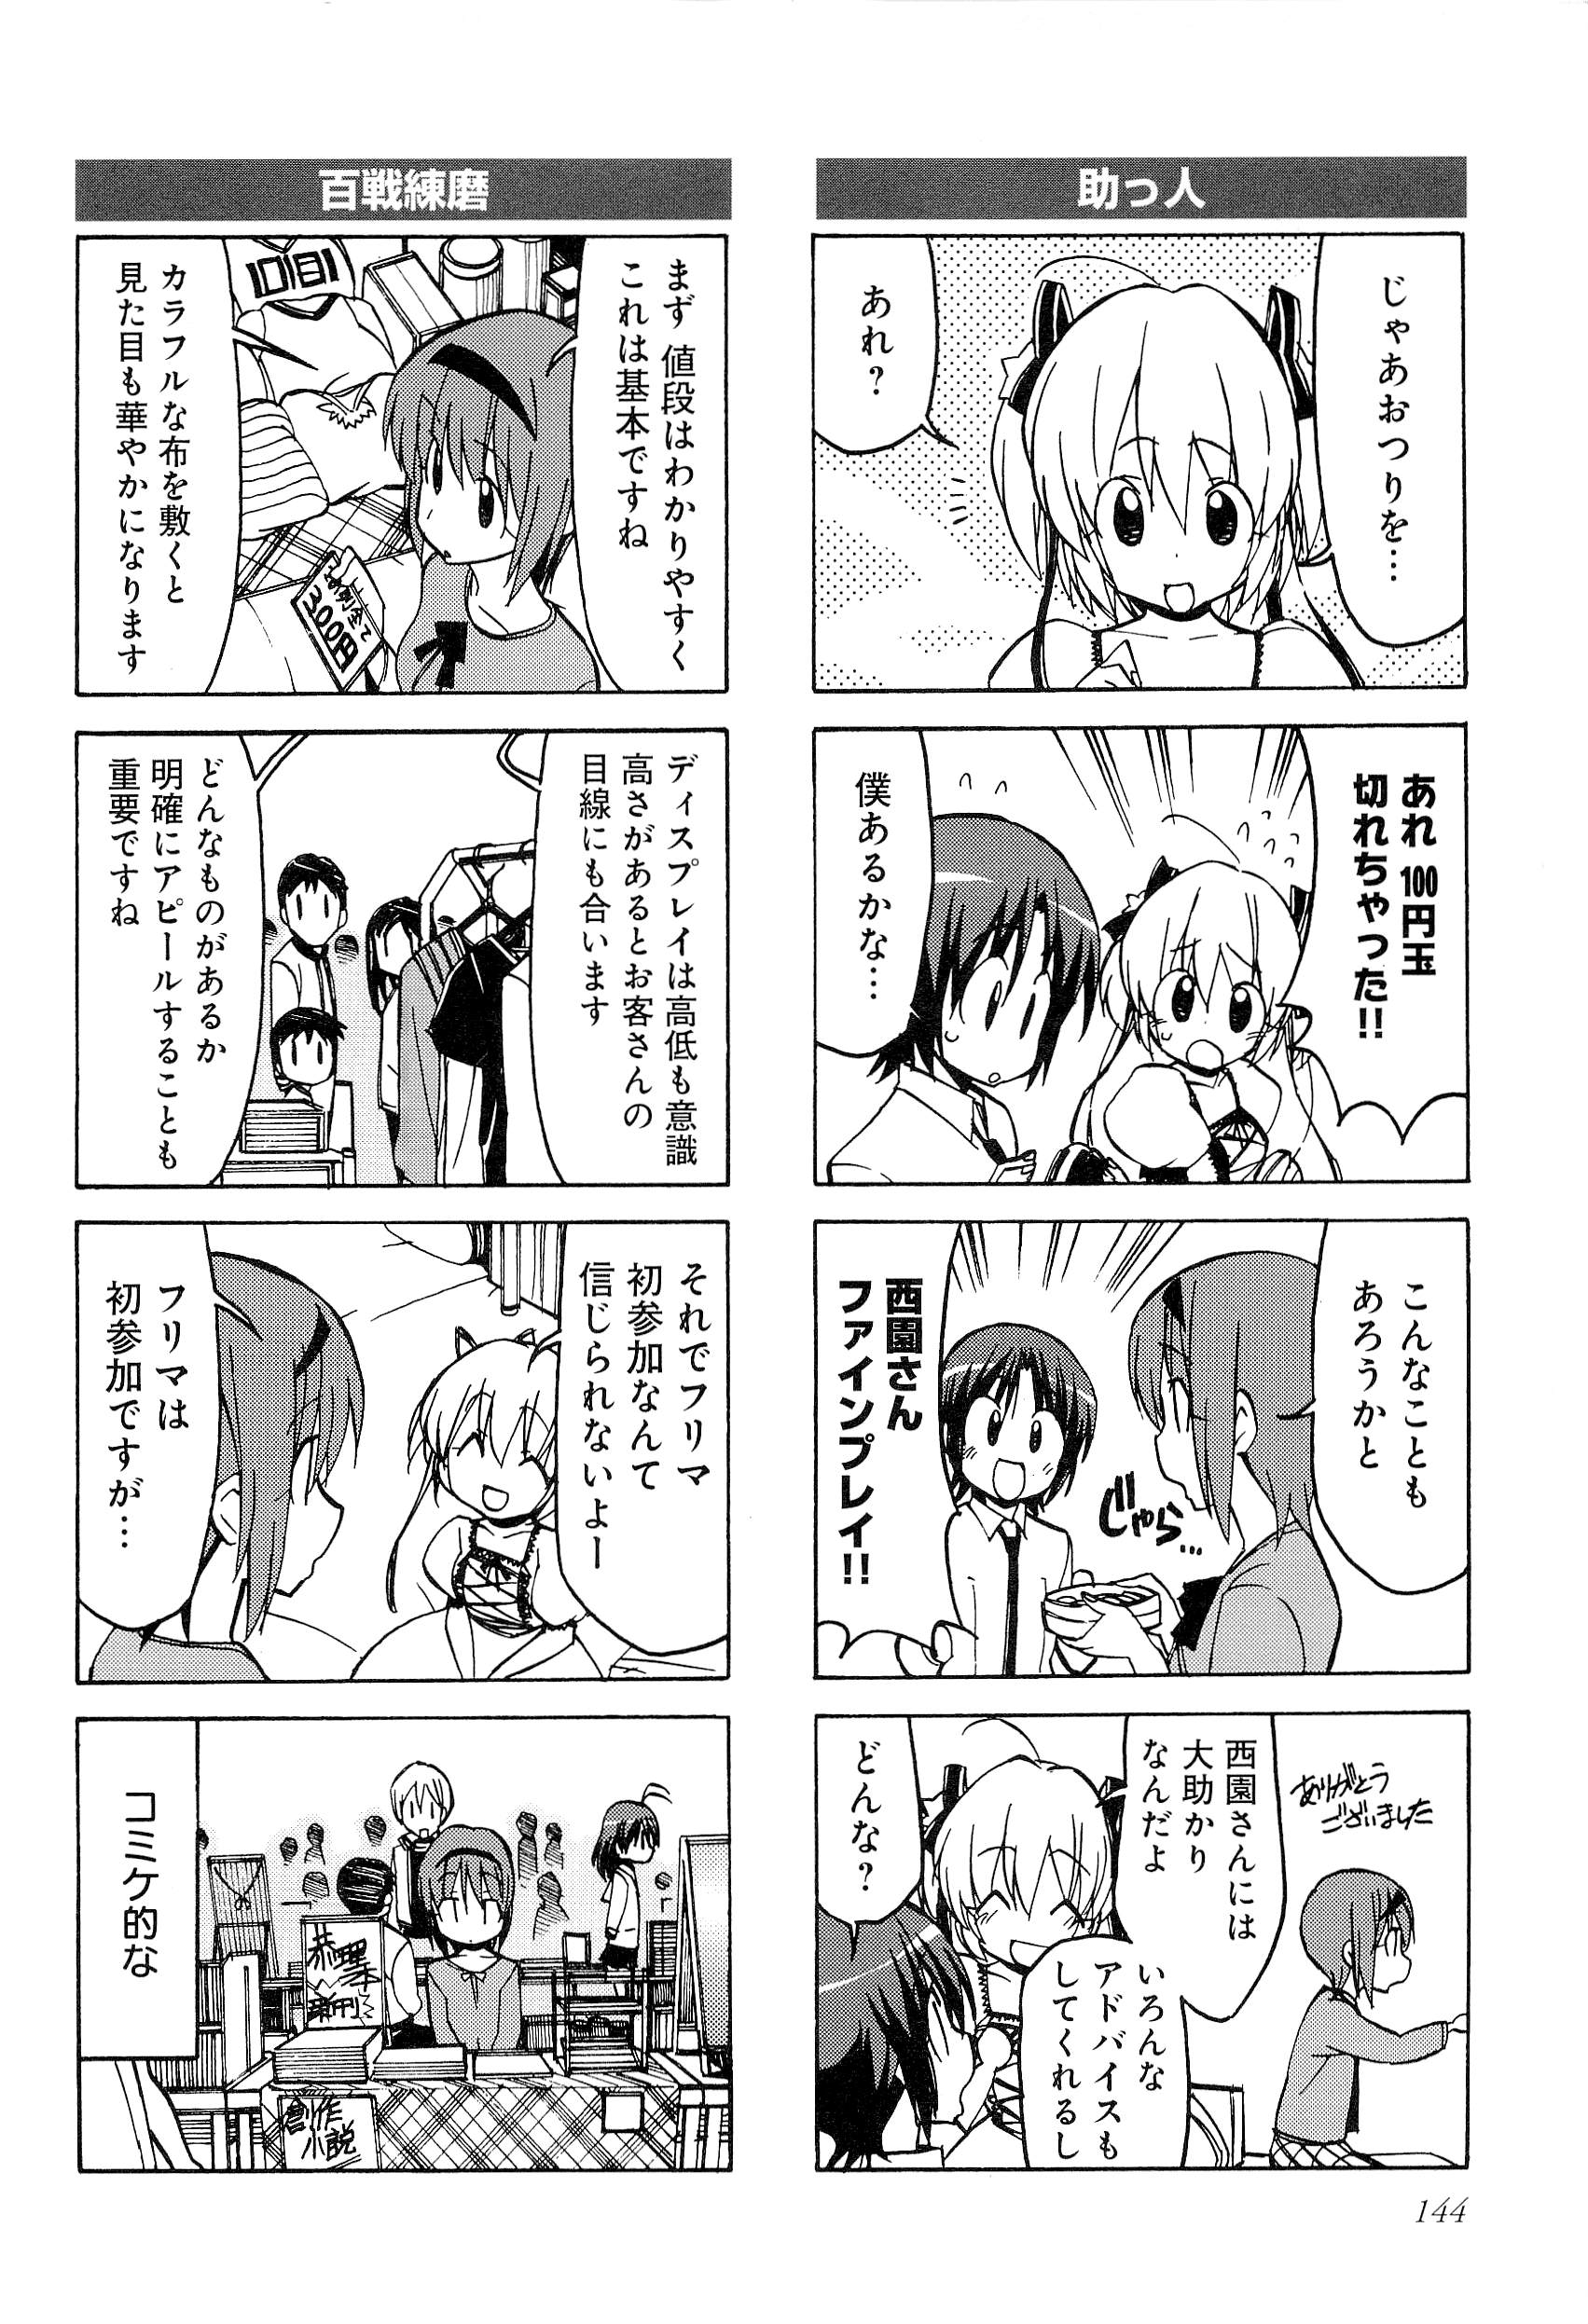 助っ人
じゃあおつりを…
あれ?
あれ 100円玉
切れちゃった!!
僕あるかな…
こんなことも
あろうかと
じゃら…
西園さん
ファインプレイ!!
ありがとう
ございました
西園さんには
大助かり
なんだよ
いろんな
アドバイスも
してくれるし
どんな?
百戦練磨
まず 値段はわかりやすく
これは基本ですね
300円
カラフルな布を敷くと
見た目も華やかになります
ディスプレイは高低も意識
高さがあるとお客さんの
目線にも合います
どんなものがあるか
明確にアピールすることも
重要ですね
それでフリマ
初参加なんて
信じられないよー
フリマは
初参加ですが…
恭理本
新刊
創作
小説
コミケ的な
144